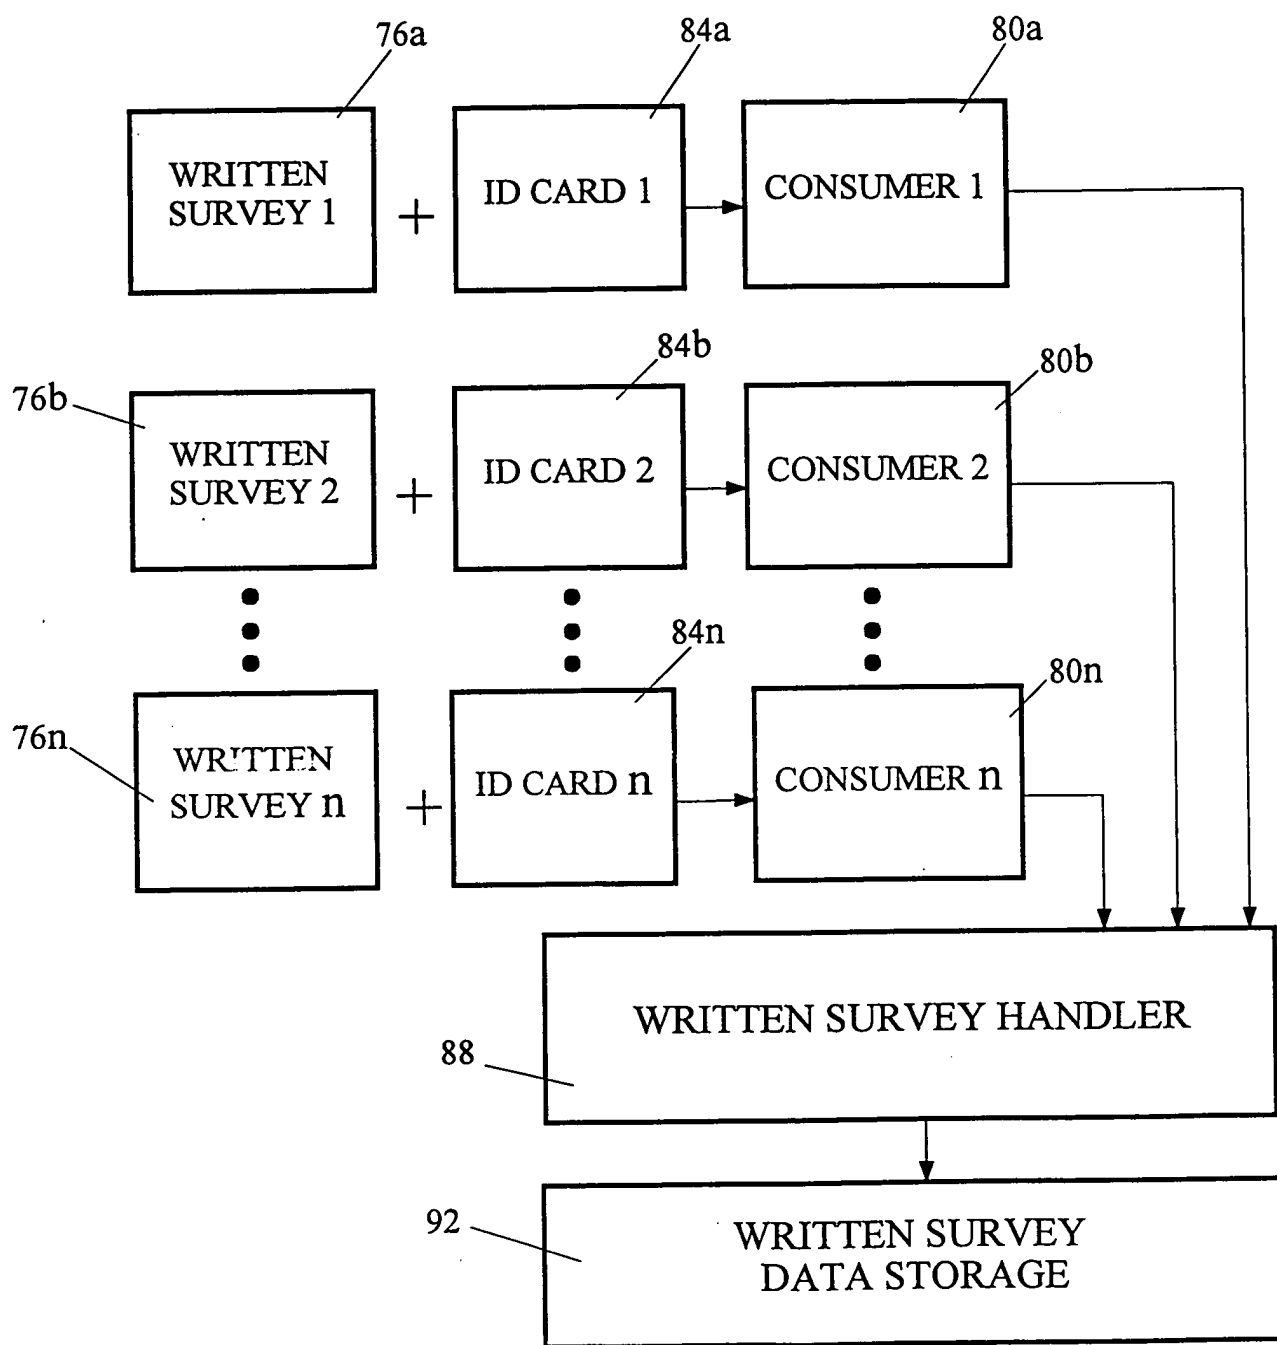 76a
84a
80a
WRITTEN
SURVEY 1
+
ID CARD 1
CONSUMER 1
84b
80b
76b
WRITTEN
SURVEY 2
+
ID CARD 2
CONSUMER 2
84n
80n
76n
WRITTEN
SURVEY n
+
ID CARD n
CONSUMER n
WRITTEN SURVEY HANDLER
88
92
WRITTEN SURVEY
DATA STORAGE